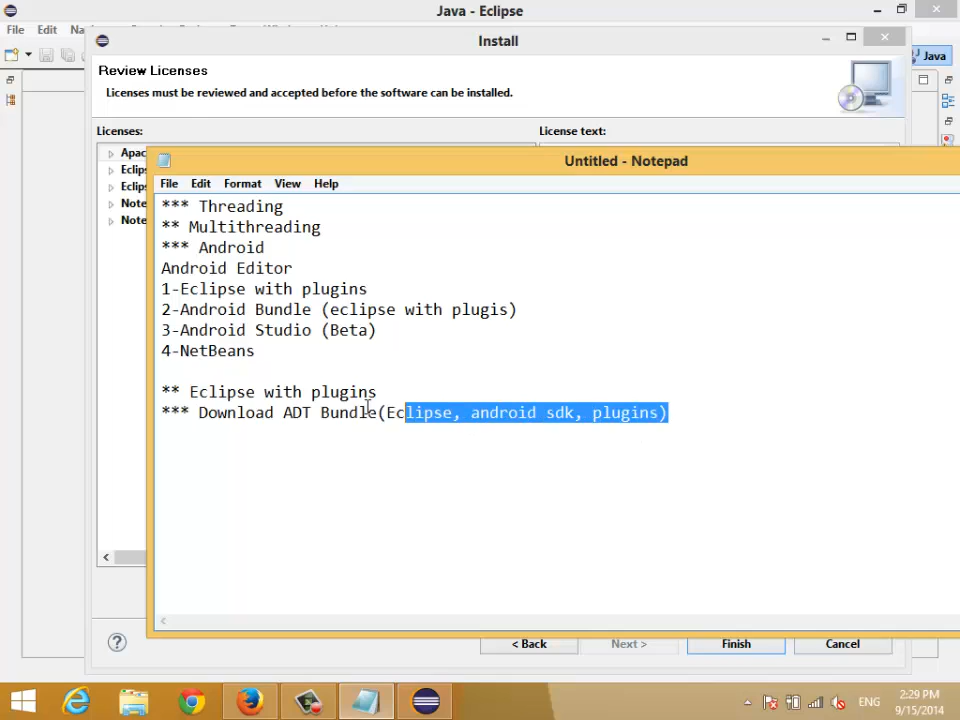 Java - Eclipse
File Edit Na
Install
Java
Review Licenses
Licenses must be reviewed and accepted before the software can be installed.
Licenses:
License text:
Apac
Eclips
Eclips
Note
Note
Untitled - Notepad
File Edit Format View Help
*** Threading
** Multithreading
*** Android
Android Editor
1-Eclipse with plugins
2-Android Bundle (eclipse with plugis)
3-Android Studio (Beta)
4-NetBeans
** Eclipse with plugins
*** Download ADT Bundle(Eclipse, android sdk, plugins)
< Back
Next >
Finish
Cancel
ENG
2:29 PM
9/15/2014